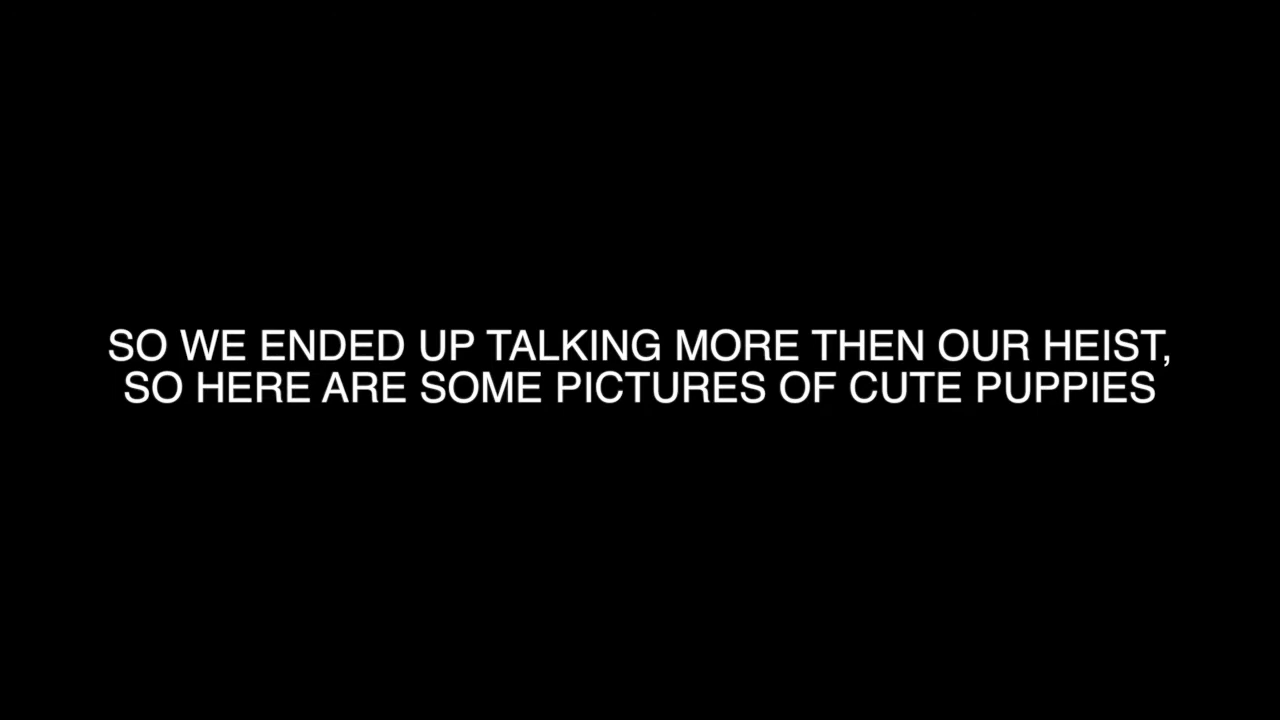 SO WE ENDED UP TALKING MORE THEN OUR HEIST,
SO HERE ARE SOME PICTURES OF CUTE PUPPIES